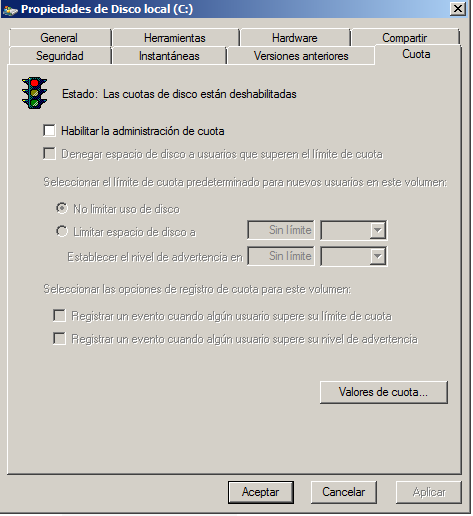 Propiedades de Disco local (C:)
General Herramientas Hardware Compartir
Seguridad Instantáneas Versiones anteriores Cuota
Estado: Las cuotas de disco están deshabilitadas
Habilitar la administración de cuota
Denegar espacio de disco a usuarios que superen el límite de cuota
Seleccionar el límite de cuota predeterminado para nuevos usuarios en este volumen:
No limitar uso de disco
Limitar espacio de disco a Sin límite
Establecer el nivel de advertencia en Sin límite
Seleccionar las opciones de registro de cuota para este volumen:
Registrar un evento cuando algún usuario supere su límite de cuota
Registrar un evento cuando algún usuario supere su nivel de advertencia
Valores de cuota...
Aceptar Cancelar Aplicar